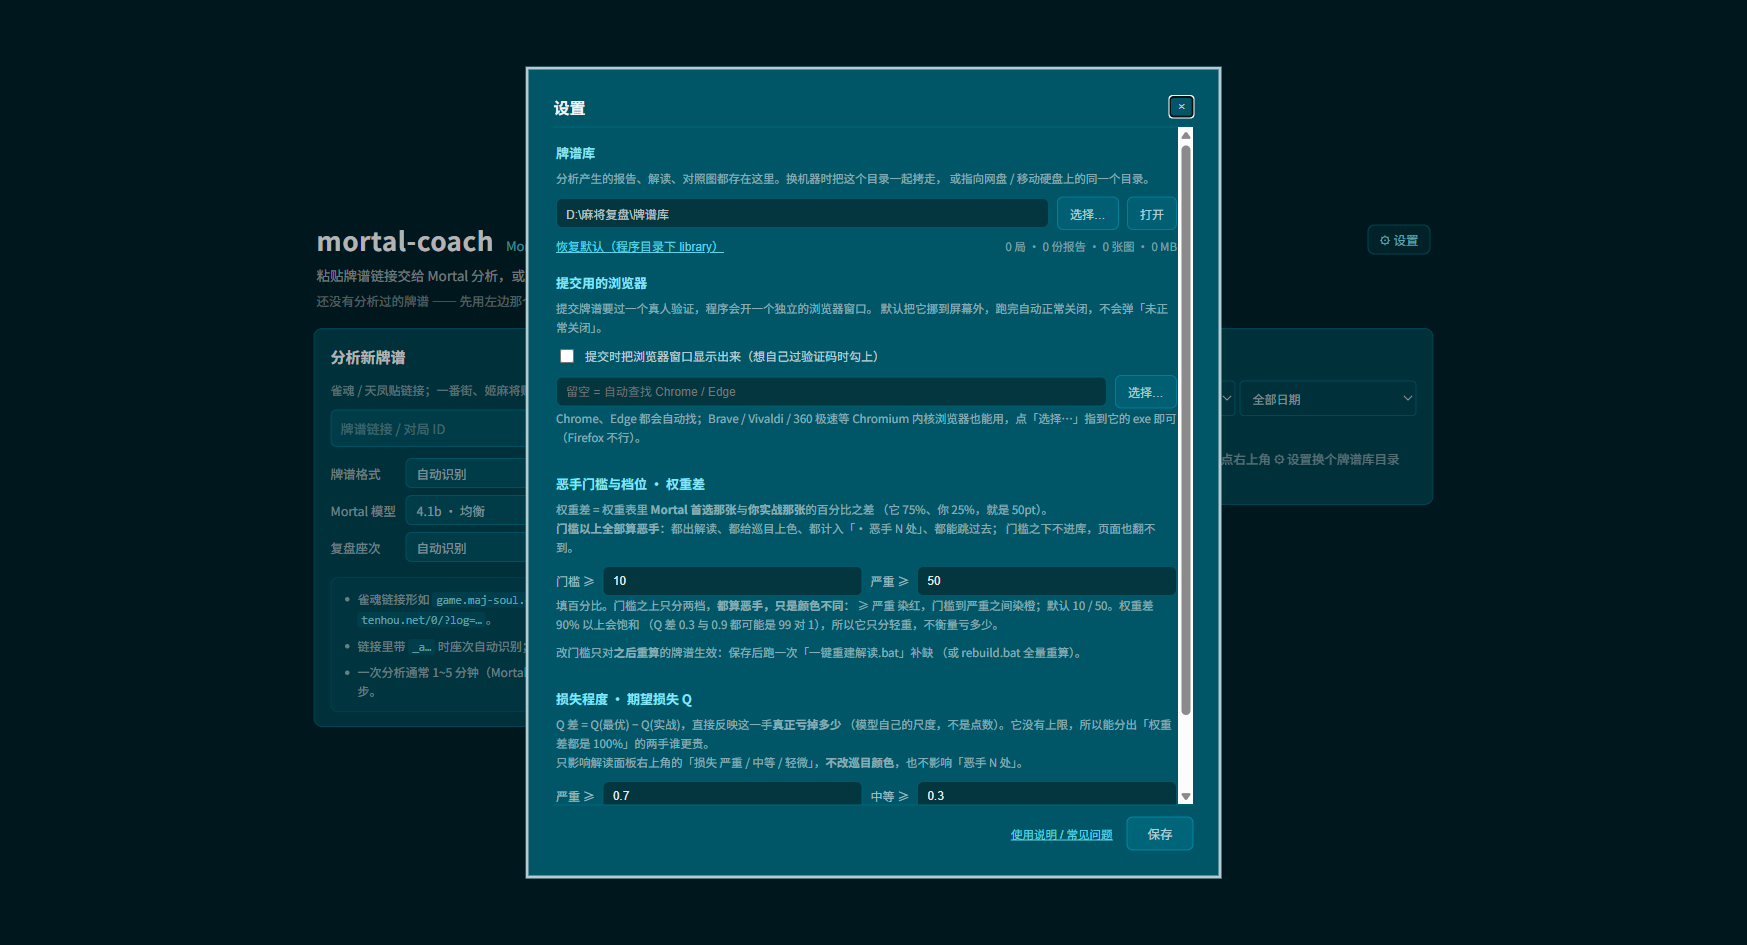 设置
×
牌谱库
分析产生的报告、解读、对照图都存在这里。换机器时把这个目录一起拷走， 或指向网盘 / 移动硬盘上的同一个目录。
D:\麻将复盘\牌谱库
选择…
打开
恢复默认（程序目录下 library）
0 局 · 0 份报告 · 0 张图 · 0 MB
提交用的浏览器
提交牌谱要过一个真人验证，程序会开一个独立的浏览器窗口。 默认把它挪到屏幕外，跑完自动正常关闭，不会弹「未正
常关闭」。
提交时把浏览器窗口显示出来（想自己过验证码时勾上）
留空 = 自动查找 Chrome / Edge
选择…
Chrome、Edge 都会自动找；Brave / Vivaldi / 360 极速等 Chromium 内核浏览器也能用，点「选择…」指到它的 exe 即可
（Firefox 不行）。
恶手门槛与档位 · 权重差
权重差 = 权重表里 Mortal 首选那张与你实战那张的百分比之差 （它 75%、你 25%，就是 50pt）。
门槛以上全部算恶手：都出解读、都给巡目上色、都计入「· 恶手 N 处」、都能跳过去； 门槛之下不进库，页面也翻不
到。
门槛 ≥
10
严重 ≥
50
填百分比。门槛之上只分两档，都算恶手，只是颜色不同： ≥ 严重 染红，门槛到严重之间染橙；默认 10 / 50。权重差
90% 以上会饱和 （Q 差 0.3 与 0.9 都可能是 99 对 1），所以它只分轻重，不衡量亏多少。
改门槛只对之后重算的牌谱生效：保存后跑一次「一键重建解读.bat」补缺 （或 rebuild.bat 全量重算）。
损失程度 · 期望损失 Q
Q 差 = Q(最优) − Q(实战)，直接反映这一手真正亏掉多少 （模型自己的尺度，不是点数）。它没有上限，所以能分出「权重
差都是 100%」的两手谁更贵。
只影响解读面板右上角的「损失 严重 / 中等 / 轻微」，不改巡目颜色，也不影响「恶手 N 处」。
严重 ≥
0.7
中等 ≥
0.3
使用说明 / 常见问题
保存
mortal-coach
Mo
⚙ 设置
粘贴牌谱链接交给 Mortal 分析，或
还没有分析过的牌谱 —— 先用左边那
分析新牌谱
雀魂 / 天凤贴链接；一番街、姬麻将贴
牌谱链接 / 对局 ID
牌谱格式
自动识别
Mortal 模型
4.1b · 均衡
复盘座次
自动识别
雀魂链接形如 game.maj-soul.
tenhou.net/0/?log=… 。
链接里带 _a… 时座次自动识别；
一次分析通常 1~5 分钟（Mortal
步。
全部日期
点右上角 ⚙ 设置换个牌谱库目录